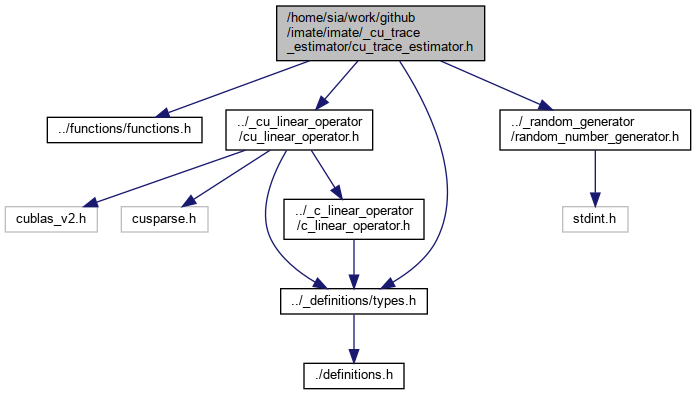 /home/sia/work/github
/imate/imate/_cu_trace
_estimator/cu_trace_estimator.h
../functions/functions.h
../_cu_linear_operator
/cu_linear_operator.h
../_random_generator
/random_number_generator.h
cublas_v2.h
cusparse.h
../_c_linear_operator
/c_linear_operator.h
stdint.h
../_definitions/types.h
./definitions.h